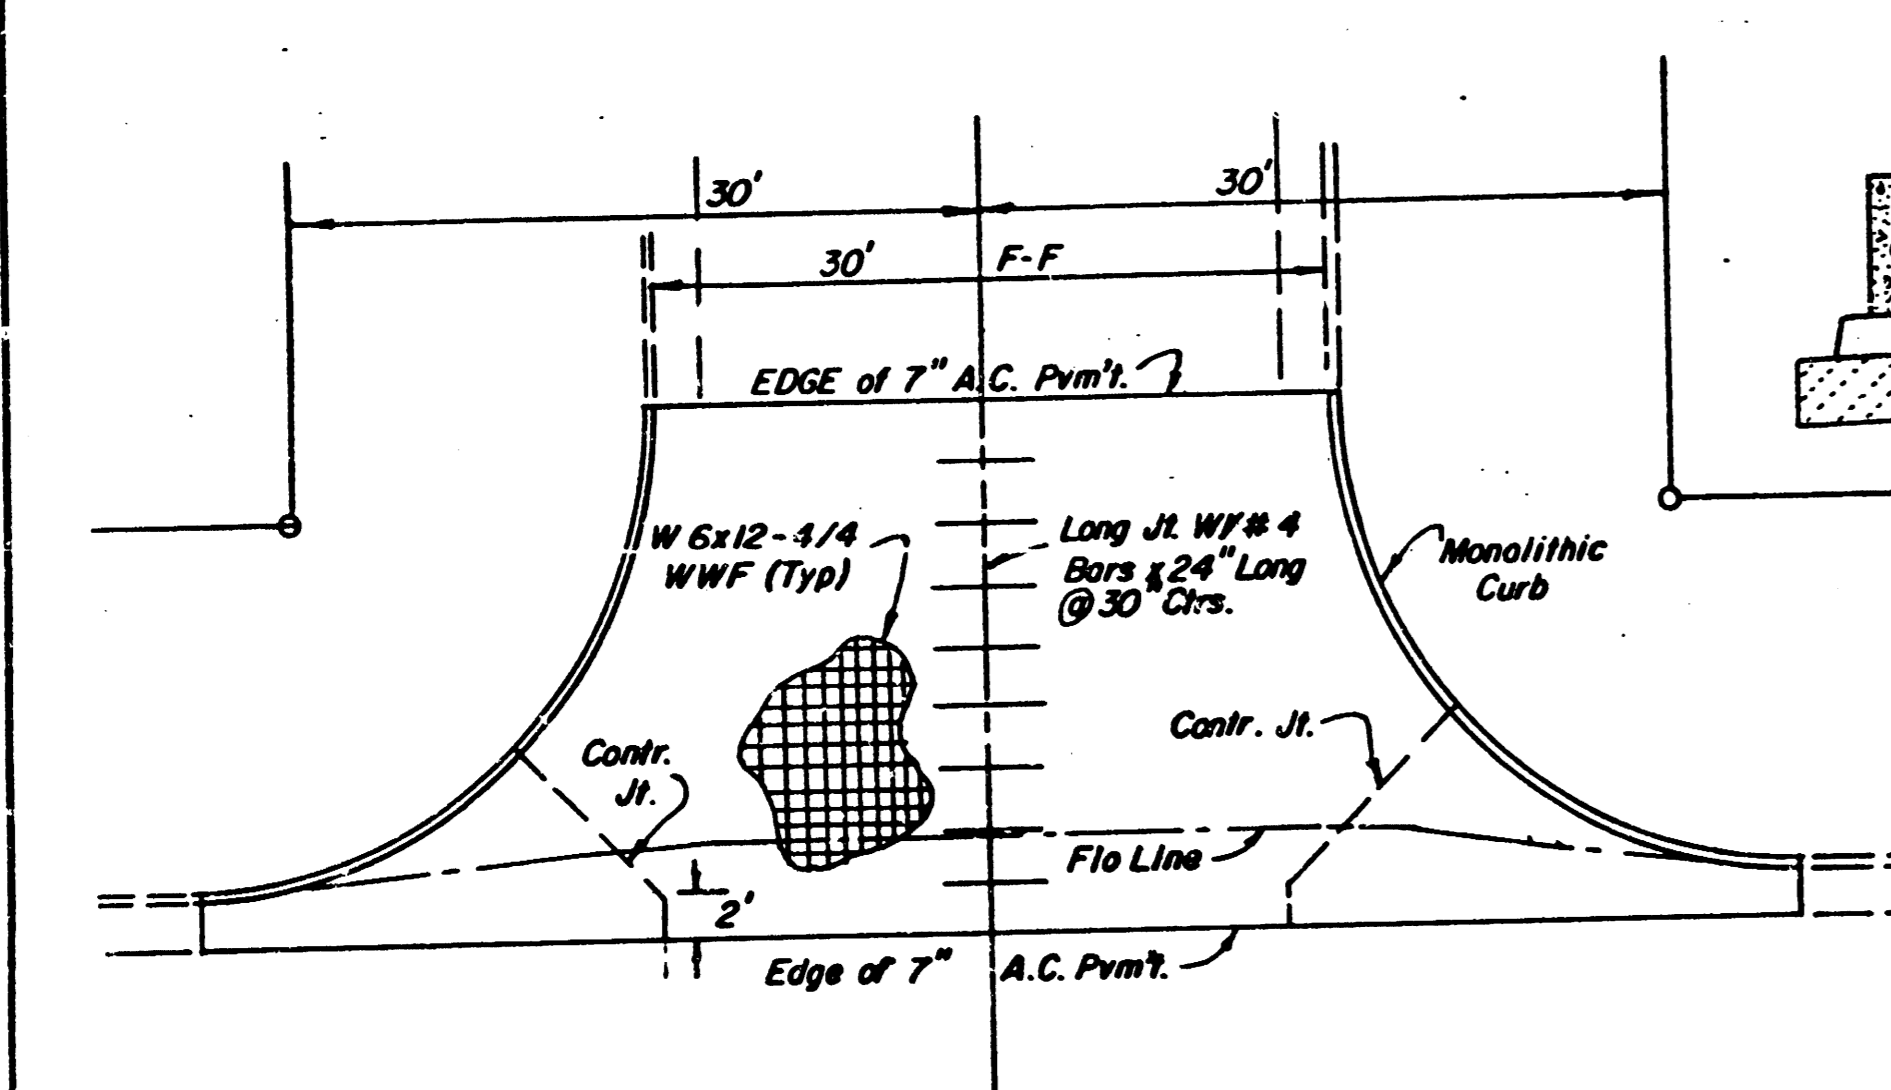 30' 30'
30' F-F
EDGE of 7" A.C. Pvm't.
W 6x12-4/4
WWF (Typ)
Long Jt. W/ #4
Bars x 24" Long
@ 30" Ctrs.
Monolithic
Curb
Contr. Jt.
Contr.
Jt.
Flo Line
2'
Edge of 7" A.C. Pvm't.